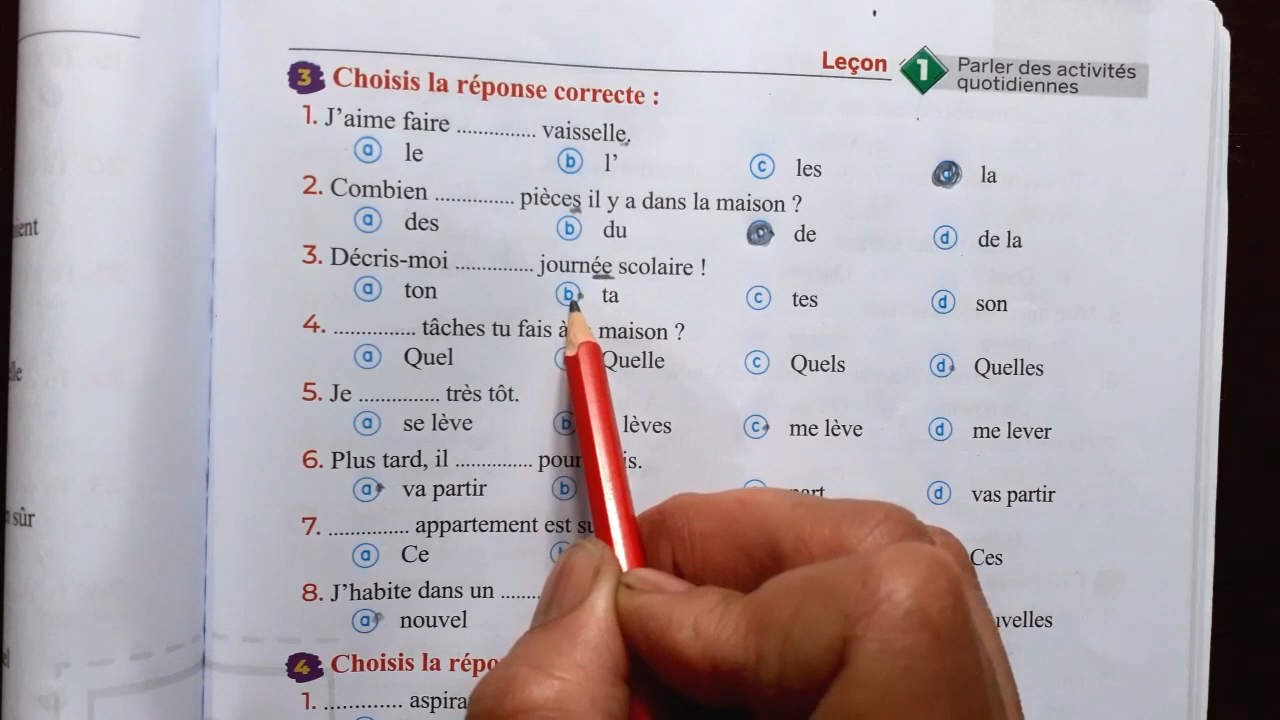 Leçon 1 Parler des activités
quotidiennes
3 Choisis la réponse correcte :
1. J'aime faire .............. vaisselle.
a le b l' c les d la
2. Combien .............. pièces il y a dans la maison ?
a des b du c de d de la
3. Décris-moi .............. journée scolaire !
a ton b ta c tes d son
4. .............. tâches tu fais à maison ?
a Quel Quelle c Quels d Quelles
5. Je .............. très tôt.
a se lève b lèves c me lève d me lever
6. Plus tard, il .............. pour
a va partir b d vas partir
7. .............. appartement est
a Ce Ces
8. J'habite dans un ........
a nouvel
4 Choisis la
1. ..............
sûr